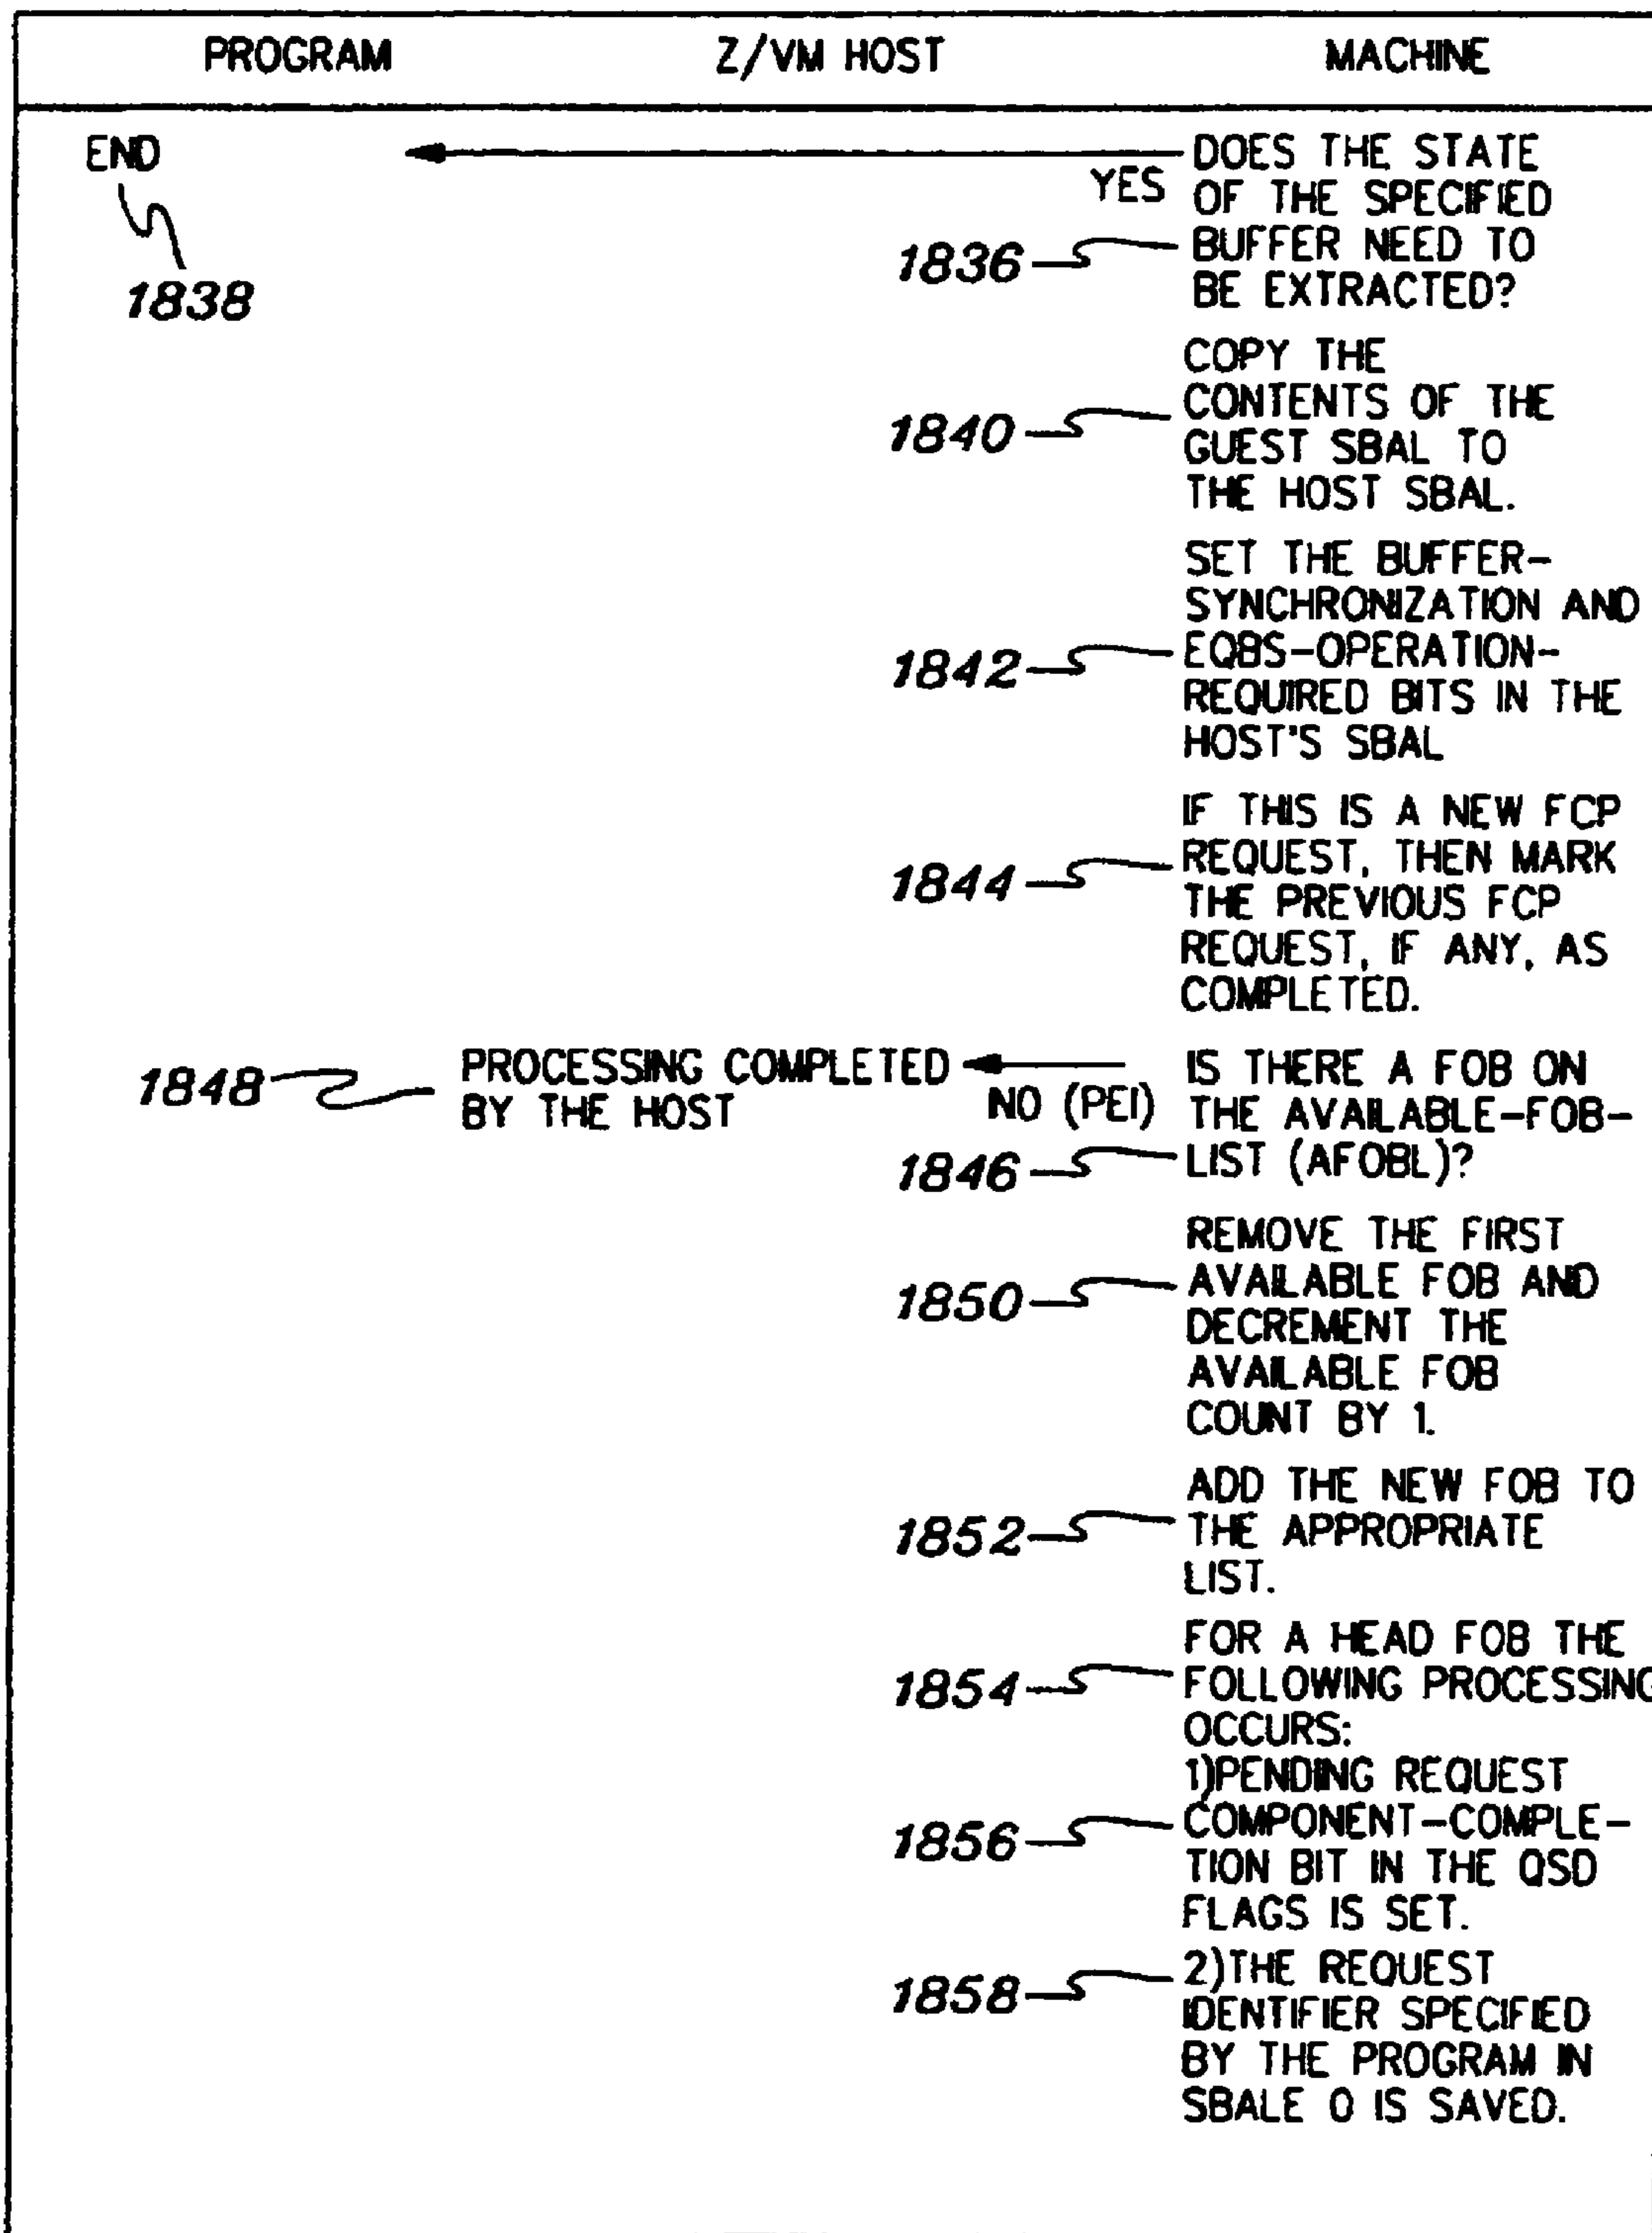 PROGRAM Z/VM HOST MACHINE
END
1838
YES
DOES THE STATE
OF THE SPECIFIED
BUFFER NEED TO
BE EXTRACTED?
1836
COPY THE
CONTENTS OF THE
GUEST SBAL TO
THE HOST SBAL.
1840
SET THE BUFFER-
SYNCHRONIZATION AND
EQBS-OPERATION-
REQUIRED BITS IN THE
HOST'S SBAL
1842
IF THIS IS A NEW FCP
REQUEST, THEN MARK
THE PREVIOUS FCP
REQUEST, IF ANY, AS
COMPLETED.
1844
1848
PROCESSING COMPLETED
BY THE HOST
NO (PEI)
IS THERE A FOB ON
THE AVAILABLE-FOB-
LIST (AFOBL)?
1846
REMOVE THE FIRST
AVAILABLE FOB AND
DECREMENT THE
AVAILABLE FOB
COUNT BY 1.
1850
ADD THE NEW FOB TO
THE APPROPRIATE
LIST.
1852
FOR A HEAD FOB THE
FOLLOWING PROCESSING
OCCURS:
1854
1)PENDING REQUEST
COMPONENT-COMPLE-
TION BIT IN THE QSD
FLAGS IS SET.
1856
2)THE REQUEST
IDENTIFIER SPECIFIED
BY THE PROGRAM IN
SBALE 0 IS SAVED.
1858